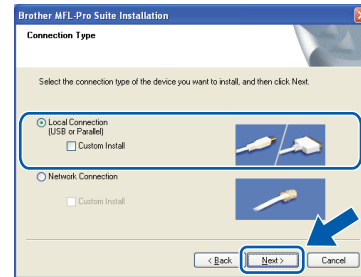 Brother MFL-Pro Suite Installation
Connection Type
Select the connection type of the device you want to install, and then click Next.
Local Connection
(USB or Parallel)
Custom Install
Network Connection
Custom Install
< Back
Next >
Cancel